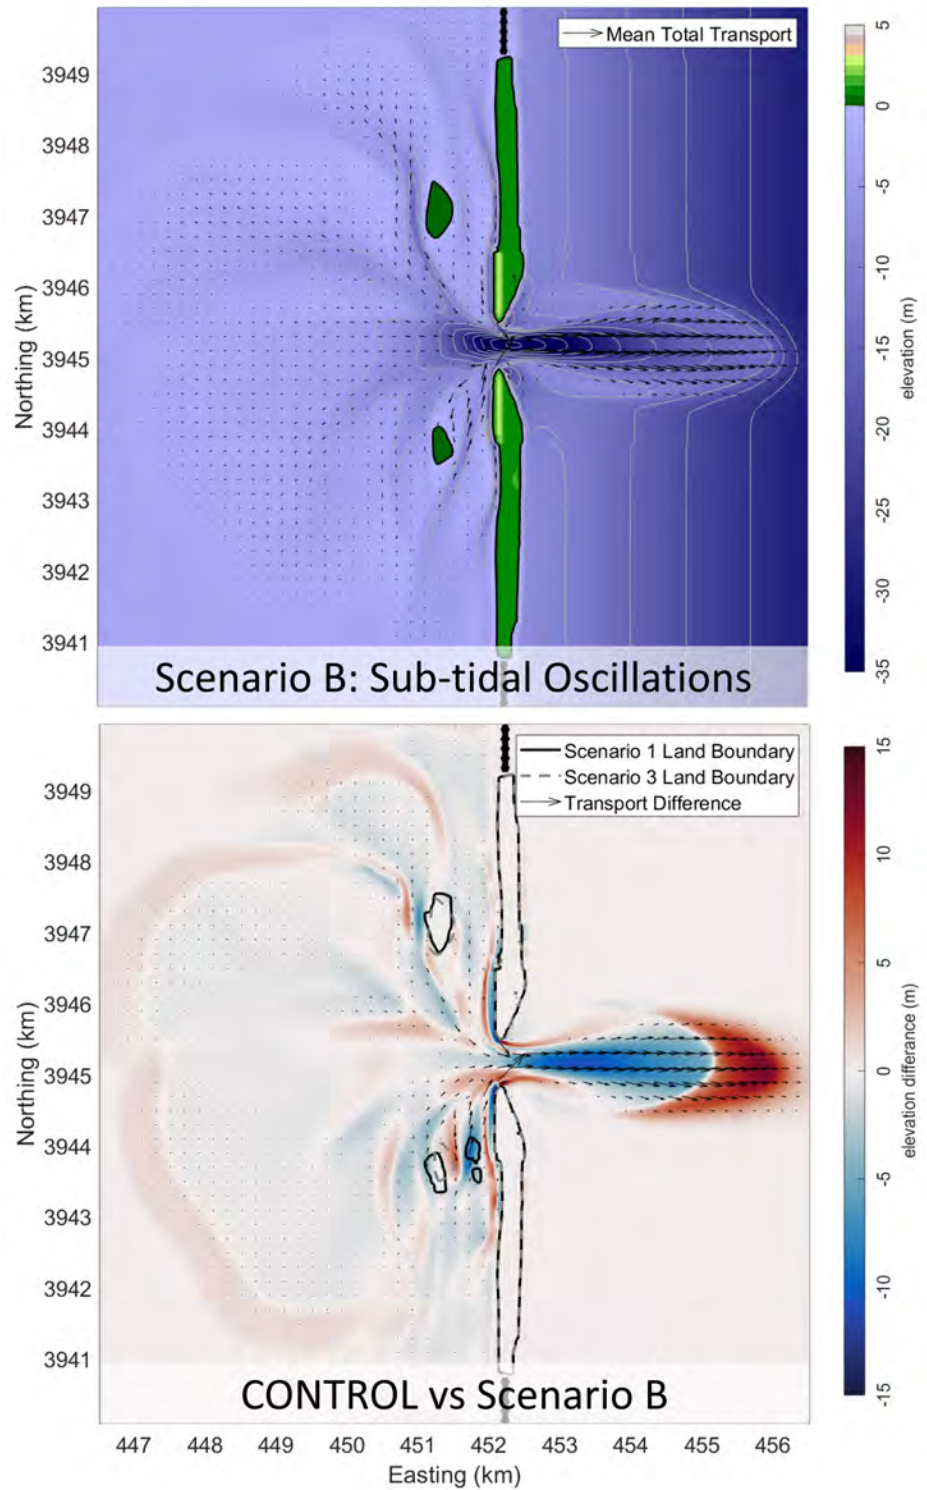 Mean Total Transport
3949
3948
3947
3946
3945
3944
3943
3942
3941
Northing (km)
5
0
-5
-10
-15
-20
-25
-30
-35
elevation (m)
Scenario B: Sub-tidal Oscillations
Scenario 1 Land Boundary
Scenario 3 Land Boundary
Transport Difference
3949
3948
3947
3946
3945
3944
3943
3942
3941
Northing (km)
15
10
5
0
-5
-10
-15
elevation differance (m)
CONTROL vs Scenario B
447 448 449 450 451 452 453 454 455 456
Easting (km)